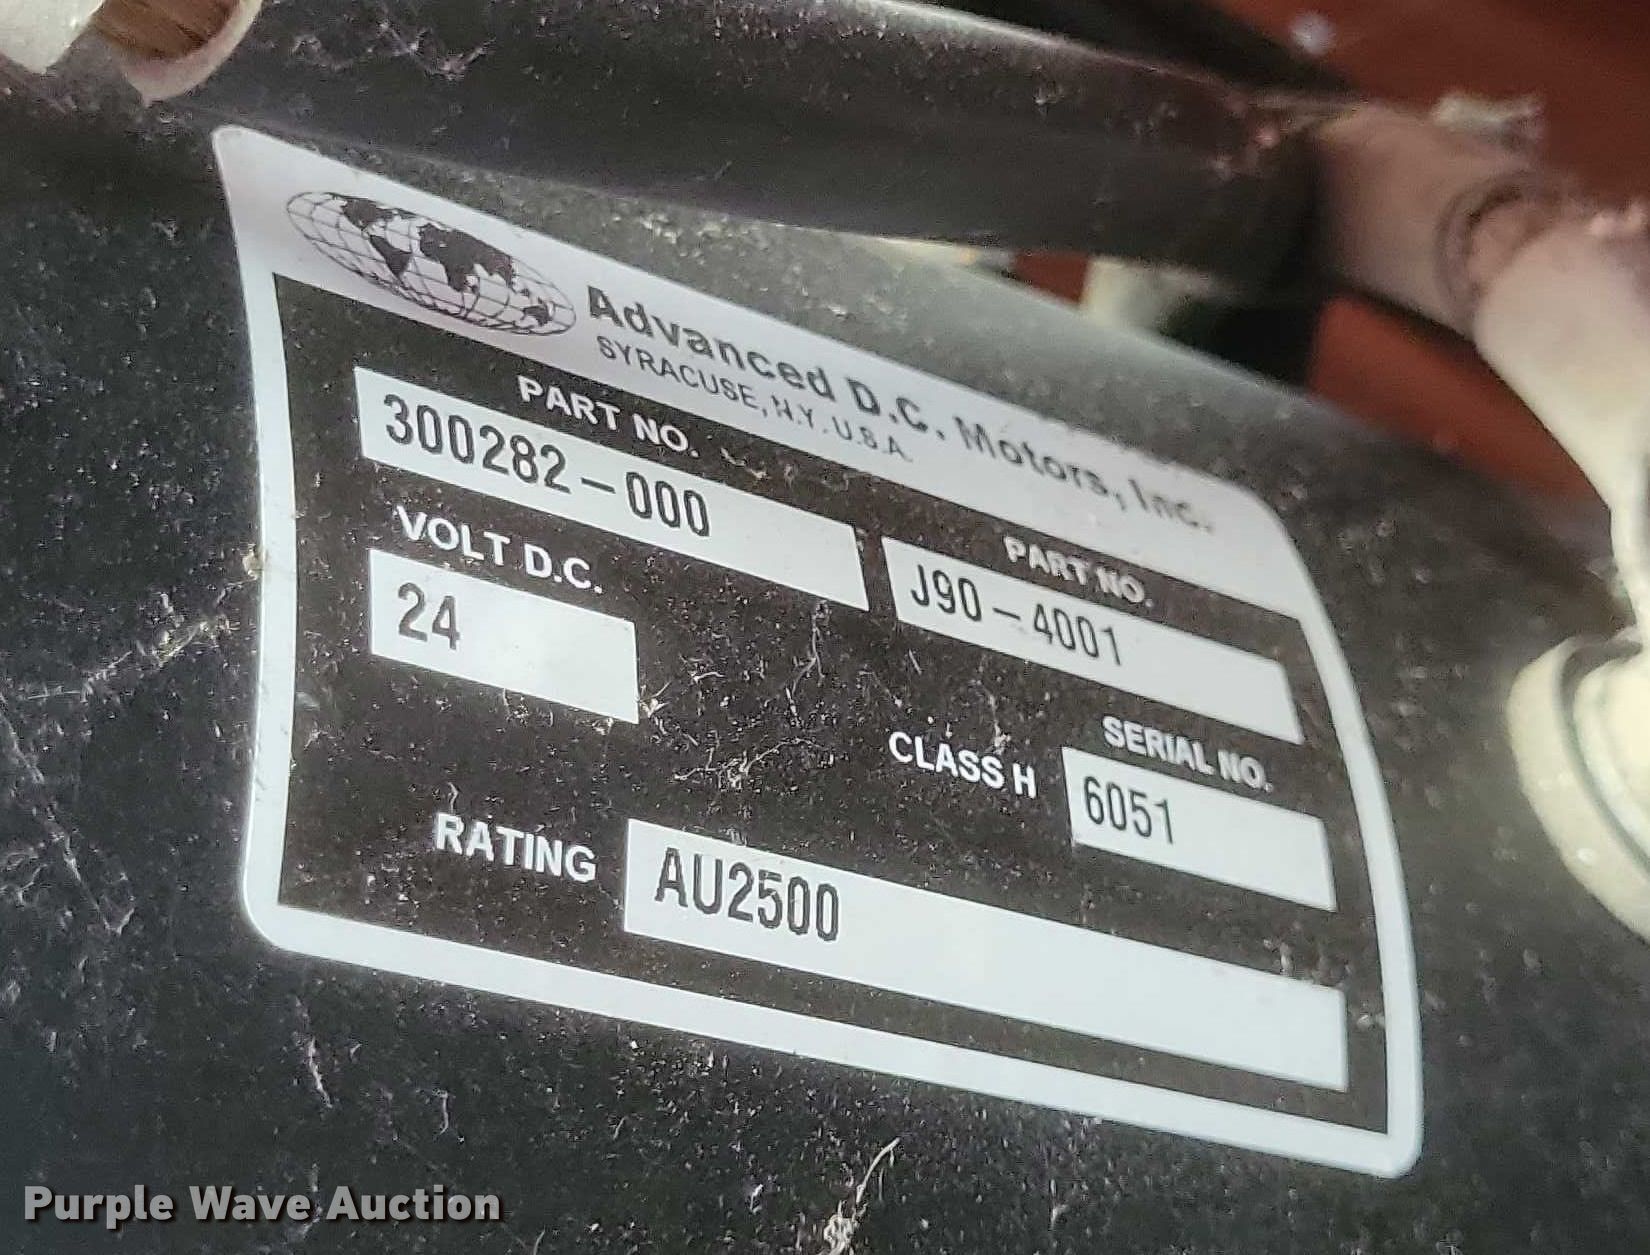 Advanced D.C. Motors, Inc.
SYRACUSE, N.Y. U.S.A.
PART NO.
300282-000
PART NO.
J90-4001
VOLT D.C.
24
CLASS H
SERIAL NO.
6051
RATING
AU2500
Purple Wave Auction